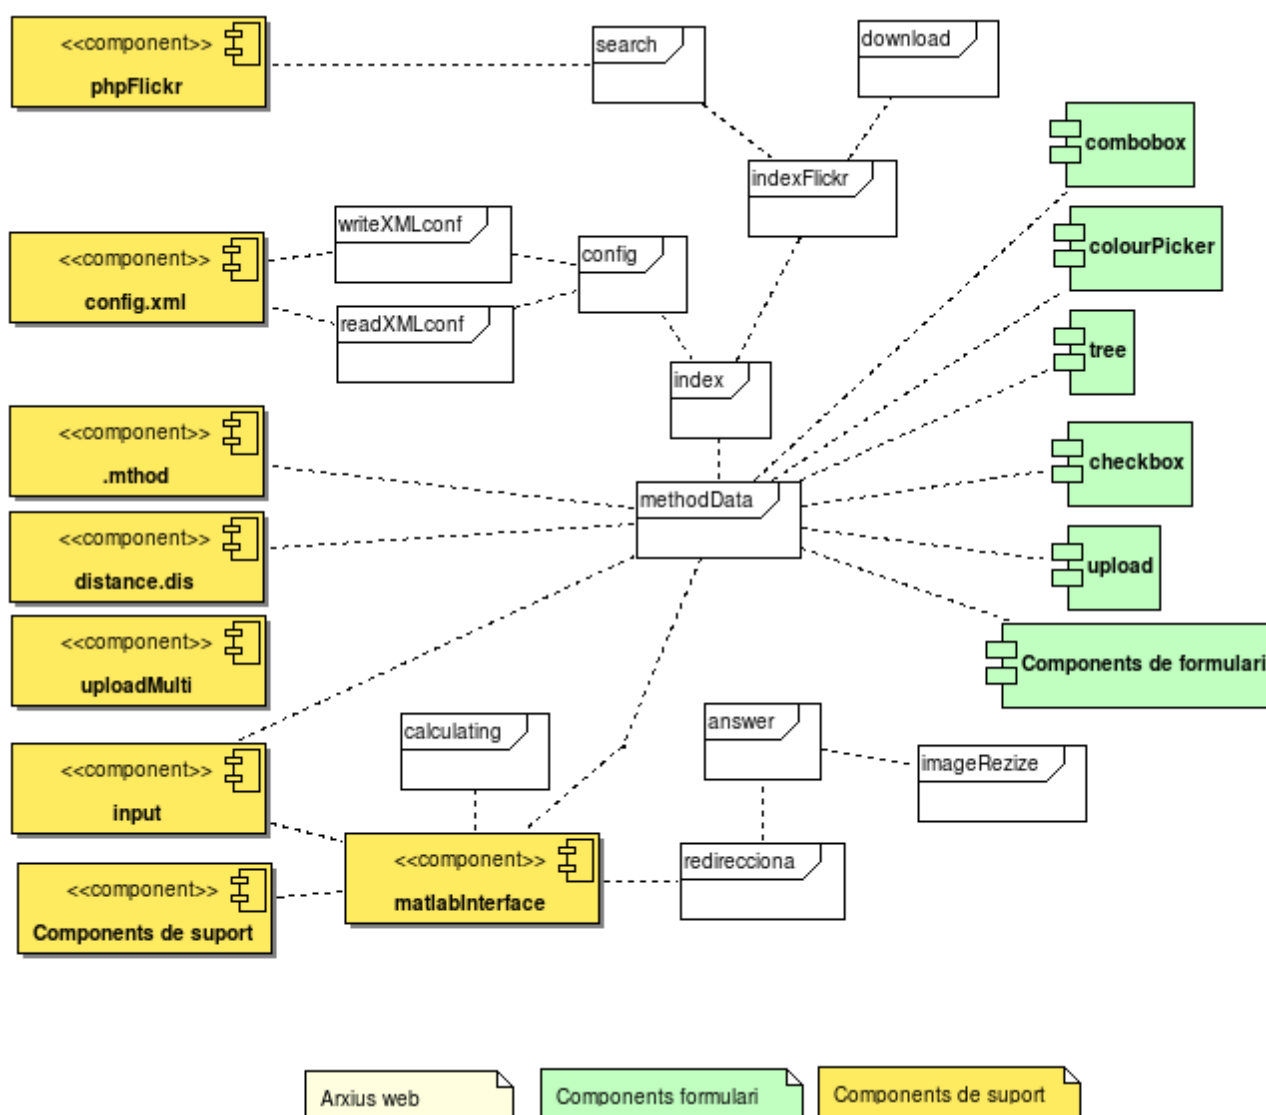 <<component>>
phpFlickr
search
download
combobox
indexFlickr
writeXMLconf
colourPicker
config
<<component>>
config.xml
readXMLconf
tree
index
<<component>>
.mthod
checkbox
methodData
<<component>>
distance.dis
upload
<<component>>
uploadMulti
Components de formulari
calculating
answer
imageRezize
<<component>>
input
<<component>>
matlabInterface
redirecciona
<<component>>
Components de suport
Arxius web
Components formulari
Components de suport